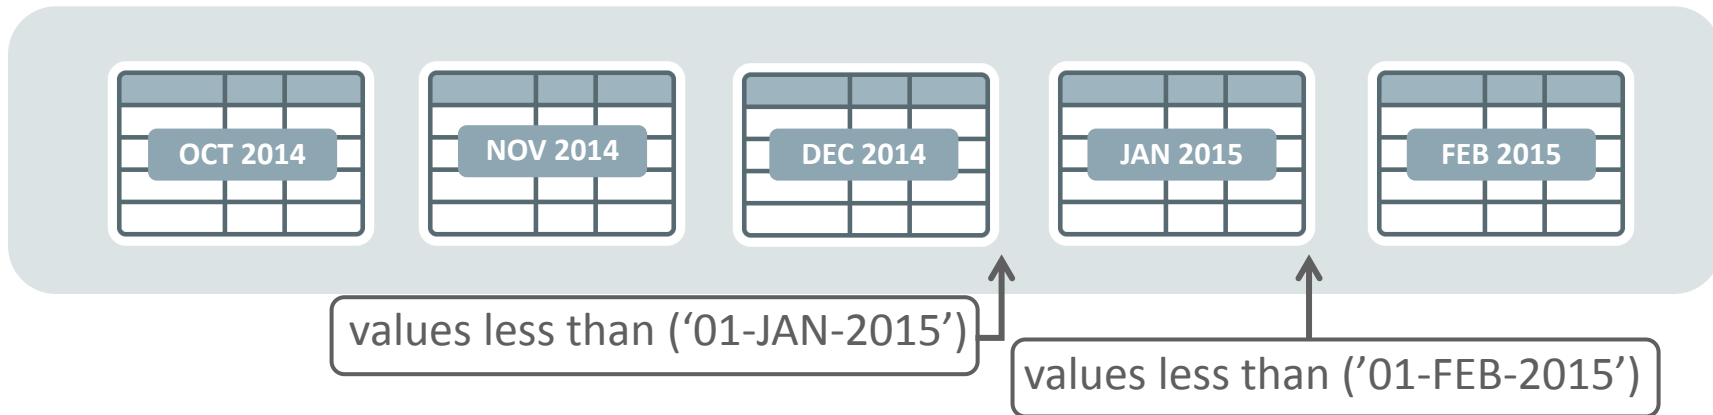 OCT 2014
NOV 2014
DEC 2014
JAN 2015
FEB 2015
values less than (‘01-JAN-2015’)
values less than (’01-FEB-2015’)